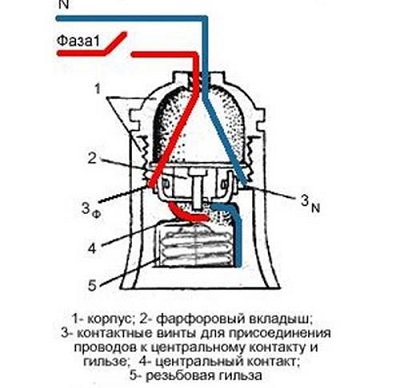 N
Фаза1
1
2
3Ф
3N
4
5
1- корпус; 2- фарфоровый вкладыш;
3- контактные винты для присоединения
проводов к центральному контакту и
гильзе; 4- центральный контакт;
5- резьбовая гильза